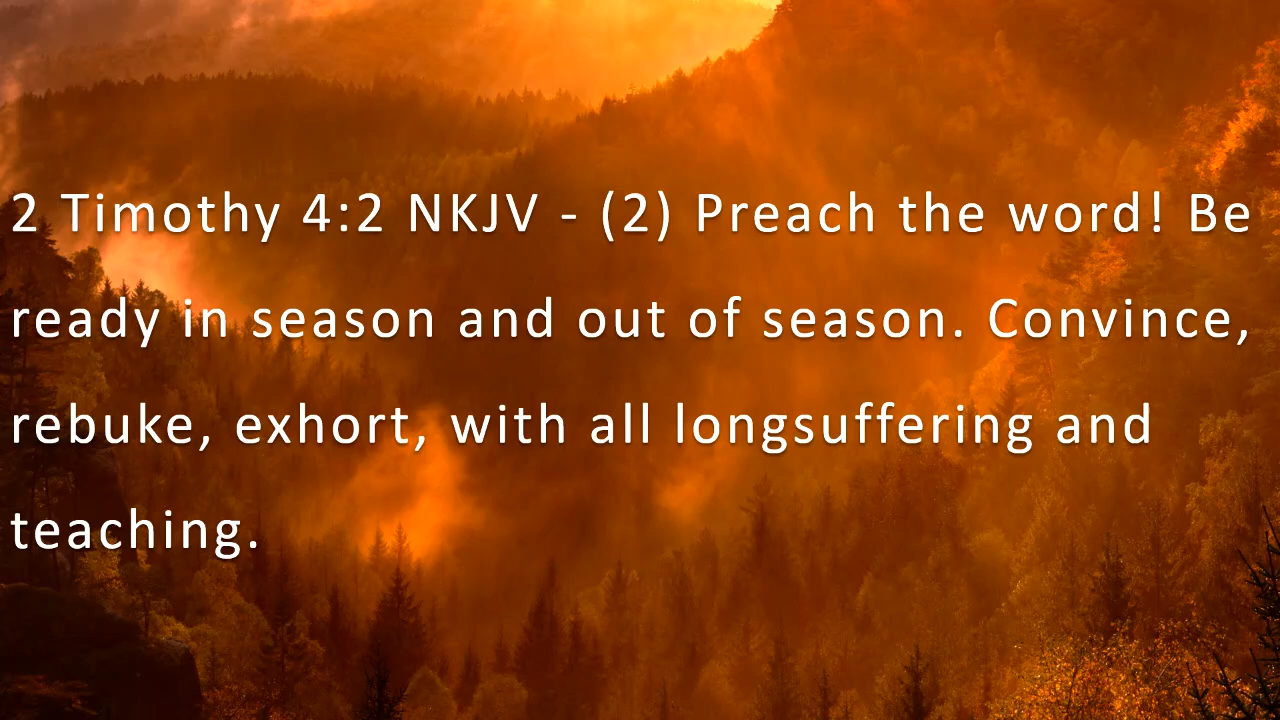 2 Timothy 4:2 NKJV - (2) Preach the word! Be
ready in season and out of season. Convince,
rebuke, exhort, with all longsuffering and
teaching.